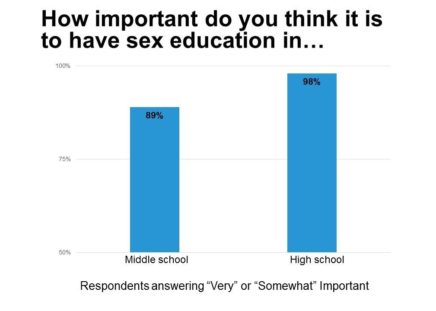 How important do you think it is
to have sex education in…
100%
98%
89%
75%
50%
Middle school
High school
Respondents answering “Very” or “Somewhat” Important